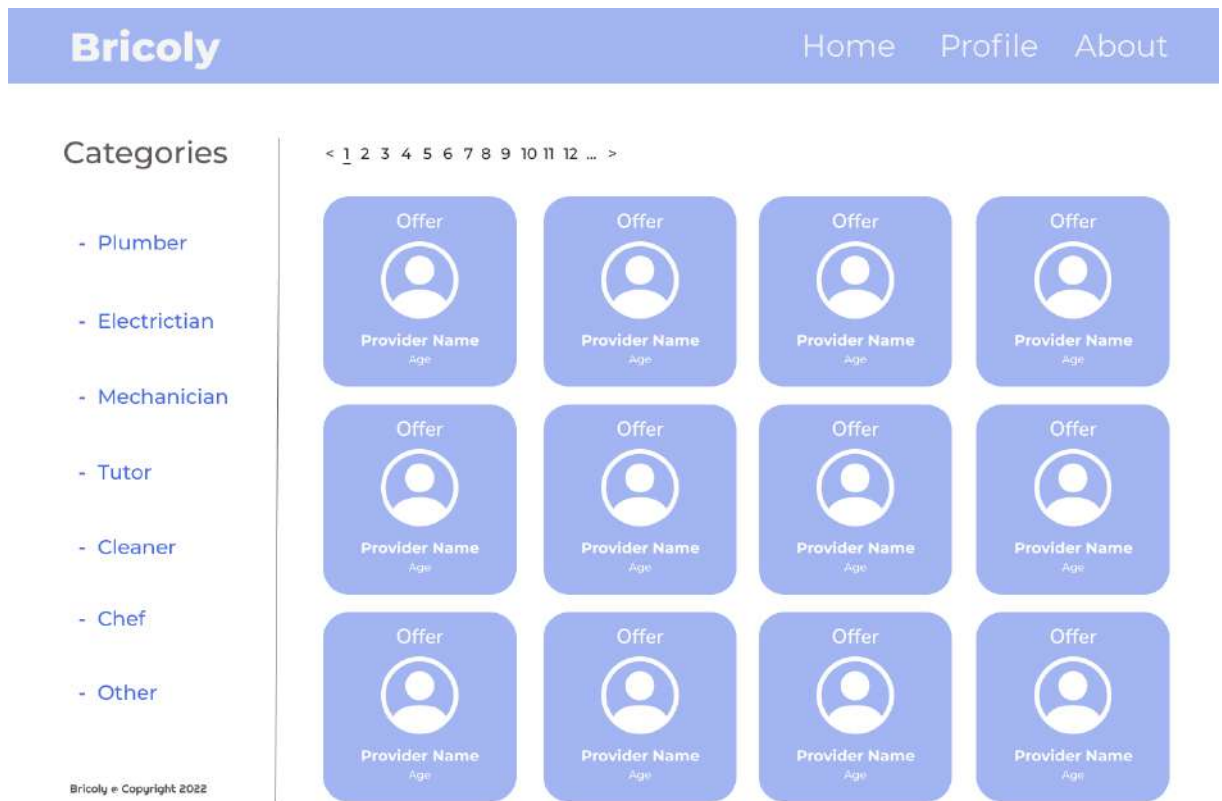 Bricoly
Home Profile About
Categories
- Plumber
- Electrictian
- Mechanician
- Tutor
- Cleaner
- Chef
- Other
Bricoly © Copyright 2022
< 1 2 3 4 5 6 7 8 9 10 11 12 ... >
Offer Offer Offer Offer
Provider Name Provider Name Provider Name Provider Name
Age Age Age Age
Offer Offer Offer Offer
Provider Name Provider Name Provider Name Provider Name
Age Age Age Age
Offer Offer Offer Offer
Provider Name Provider Name Provider Name Provider Name
Age Age Age Age